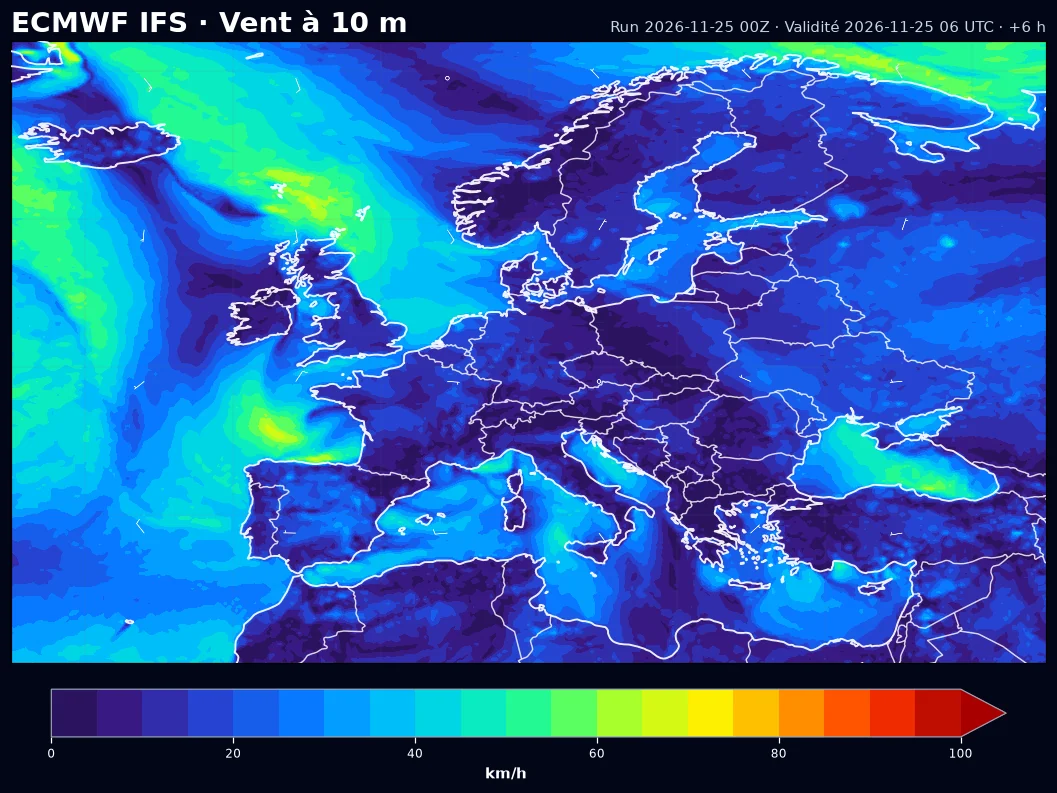 ECMWF IFS · Vent à 10 m
Run 2026-11-25 00Z · Validité 2026-11-25 06 UTC · +6 h
0 20 40 60 80 100
km/h